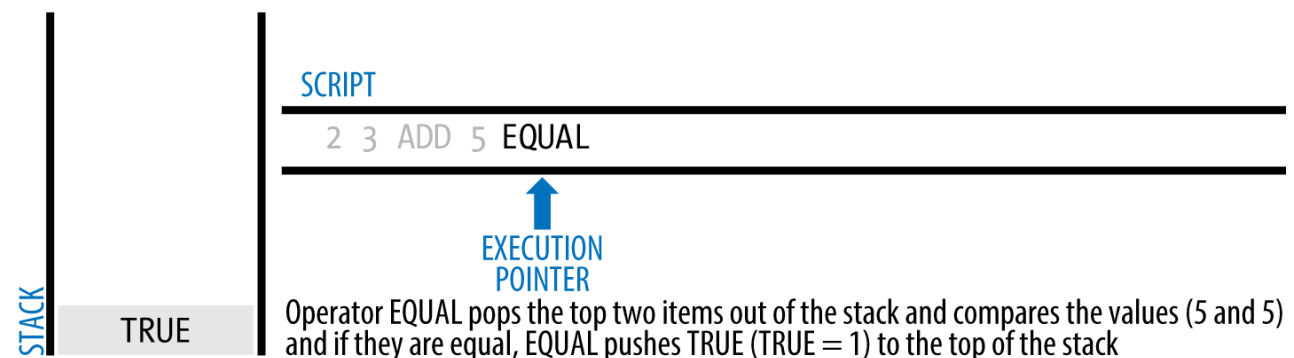 SCRIPT
2 3 ADD 5 EQUAL
EXECUTION
POINTER
STACK
TRUE
Operator EQUAL pops the top two items out of the stack and compares the values (5 and 5)
and if they are equal, EQUAL pushes TRUE (TRUE = 1) to the top of the stack